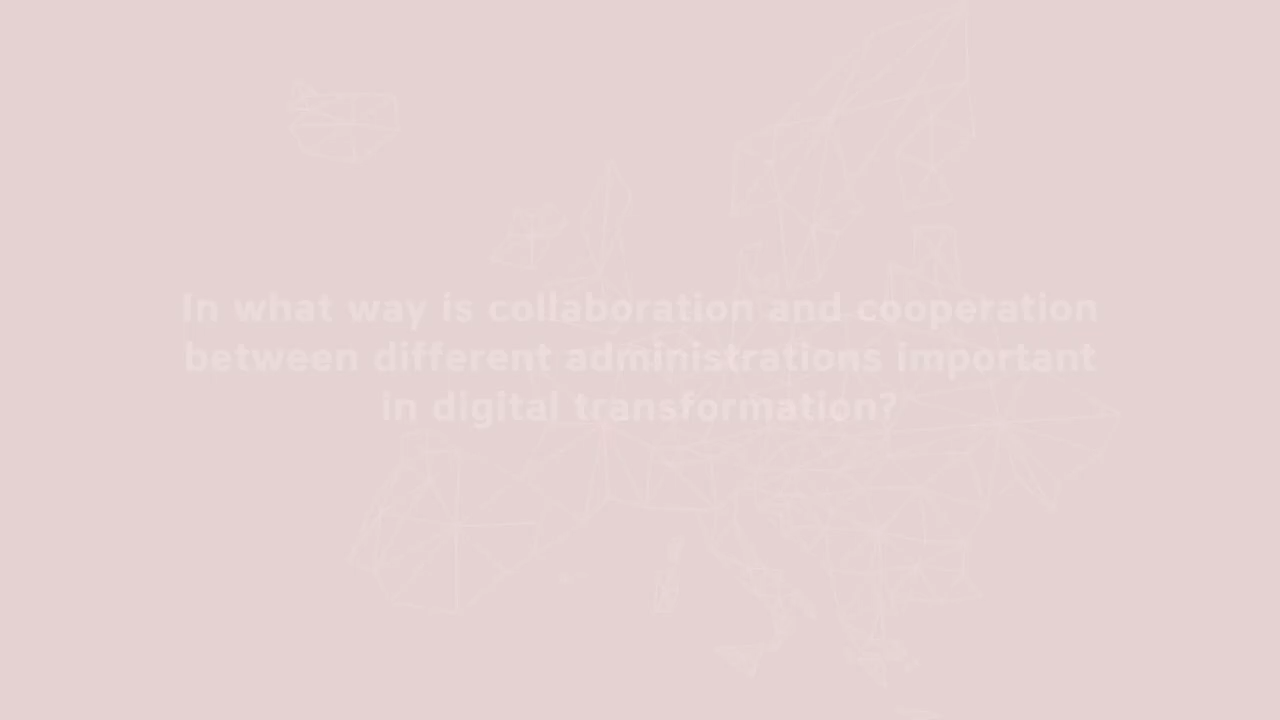 In what way is collaboration and cooperation
between different administrations important
in digital transformation?